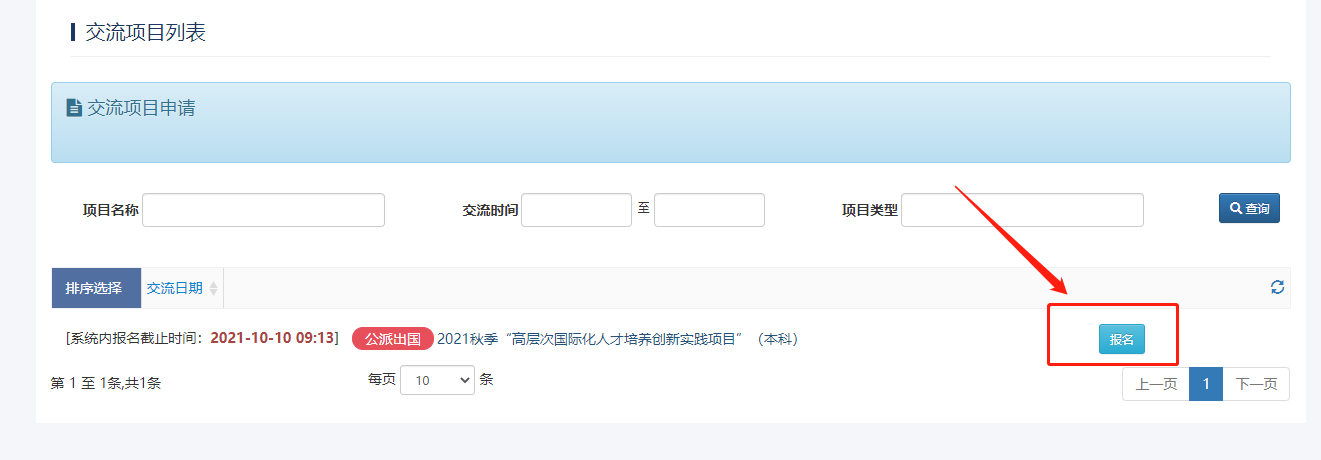 交流项目列表
交流项目申请
项目名称 交流时间 至 项目类型 查询
排序选择 交流日期
[系统内报名截止时间：2021-10-10 09:13] 公派出国 2021秋季“高层次国际化人才培养创新实践项目”（本科） 报名
第 1 至 1条,共1条 每页 10 条 上一页 1 下一页